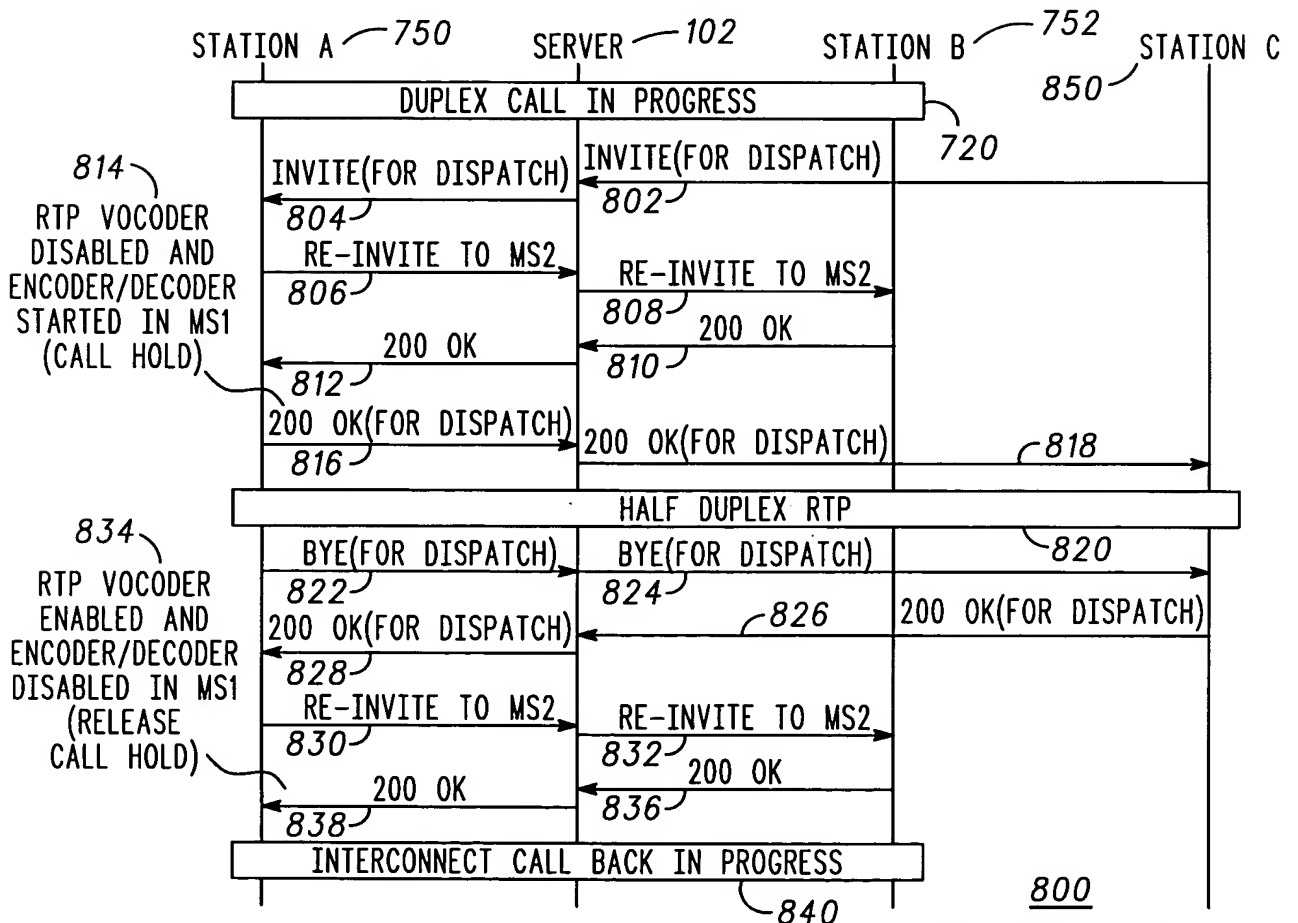 STATION A 750 SERVER 102 752 STATION B STATION C
850
DUPLEX CALL IN PROGRESS
720
814
RTP VOCODER
DISABLED AND
ENCODER/DECODER
STARTED IN MS1
(CALL HOLD)
INVITE(FOR DISPATCH)
802
INVITE(FOR DISPATCH)
804
RE-INVITE TO MS2
806
RE-INVITE TO MS2
808
200 OK
810
200 OK
812
200 OK(FOR DISPATCH)
816
200 OK(FOR DISPATCH)
818
HALF DUPLEX RTP
820
834
RTP VOCODER
ENABLED AND
ENCODER/DECODER
DISABLED IN MS1
(RELEASE
CALL HOLD)
BYE(FOR DISPATCH)
822
BYE(FOR DISPATCH)
824
200 OK(FOR DISPATCH)
826
200 OK(FOR DISPATCH)
828
RE-INVITE TO MS2
830
RE-INVITE TO MS2
832
200 OK
836
200 OK
838
INTERCONNECT CALL BACK IN PROGRESS
840
800